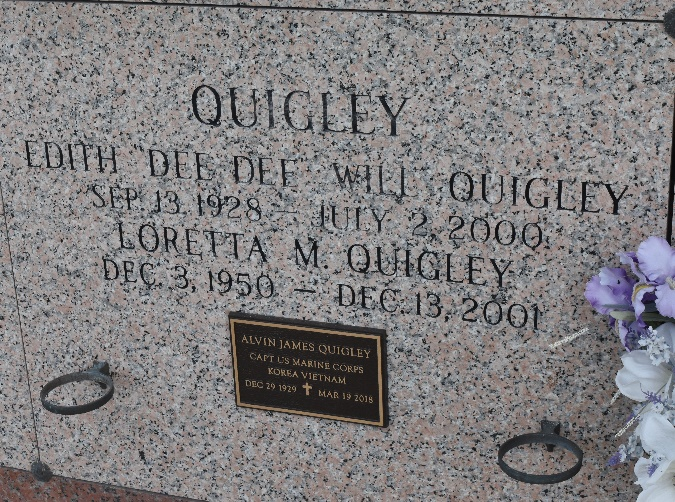 QUIGLEY
EDITH "DEE DEE" WILL QUIGLEY
SEP. 13, 1928 — JULY 2, 2000
LORETTA M. QUIGLEY
DEC. 3, 1950 — DEC. 13, 2001
ALVIN JAMES QUIGLEY
CAPT US MARINE CORPS
KOREA VIETNAM
DEC 29 1929 ✝ MAR 19 2018